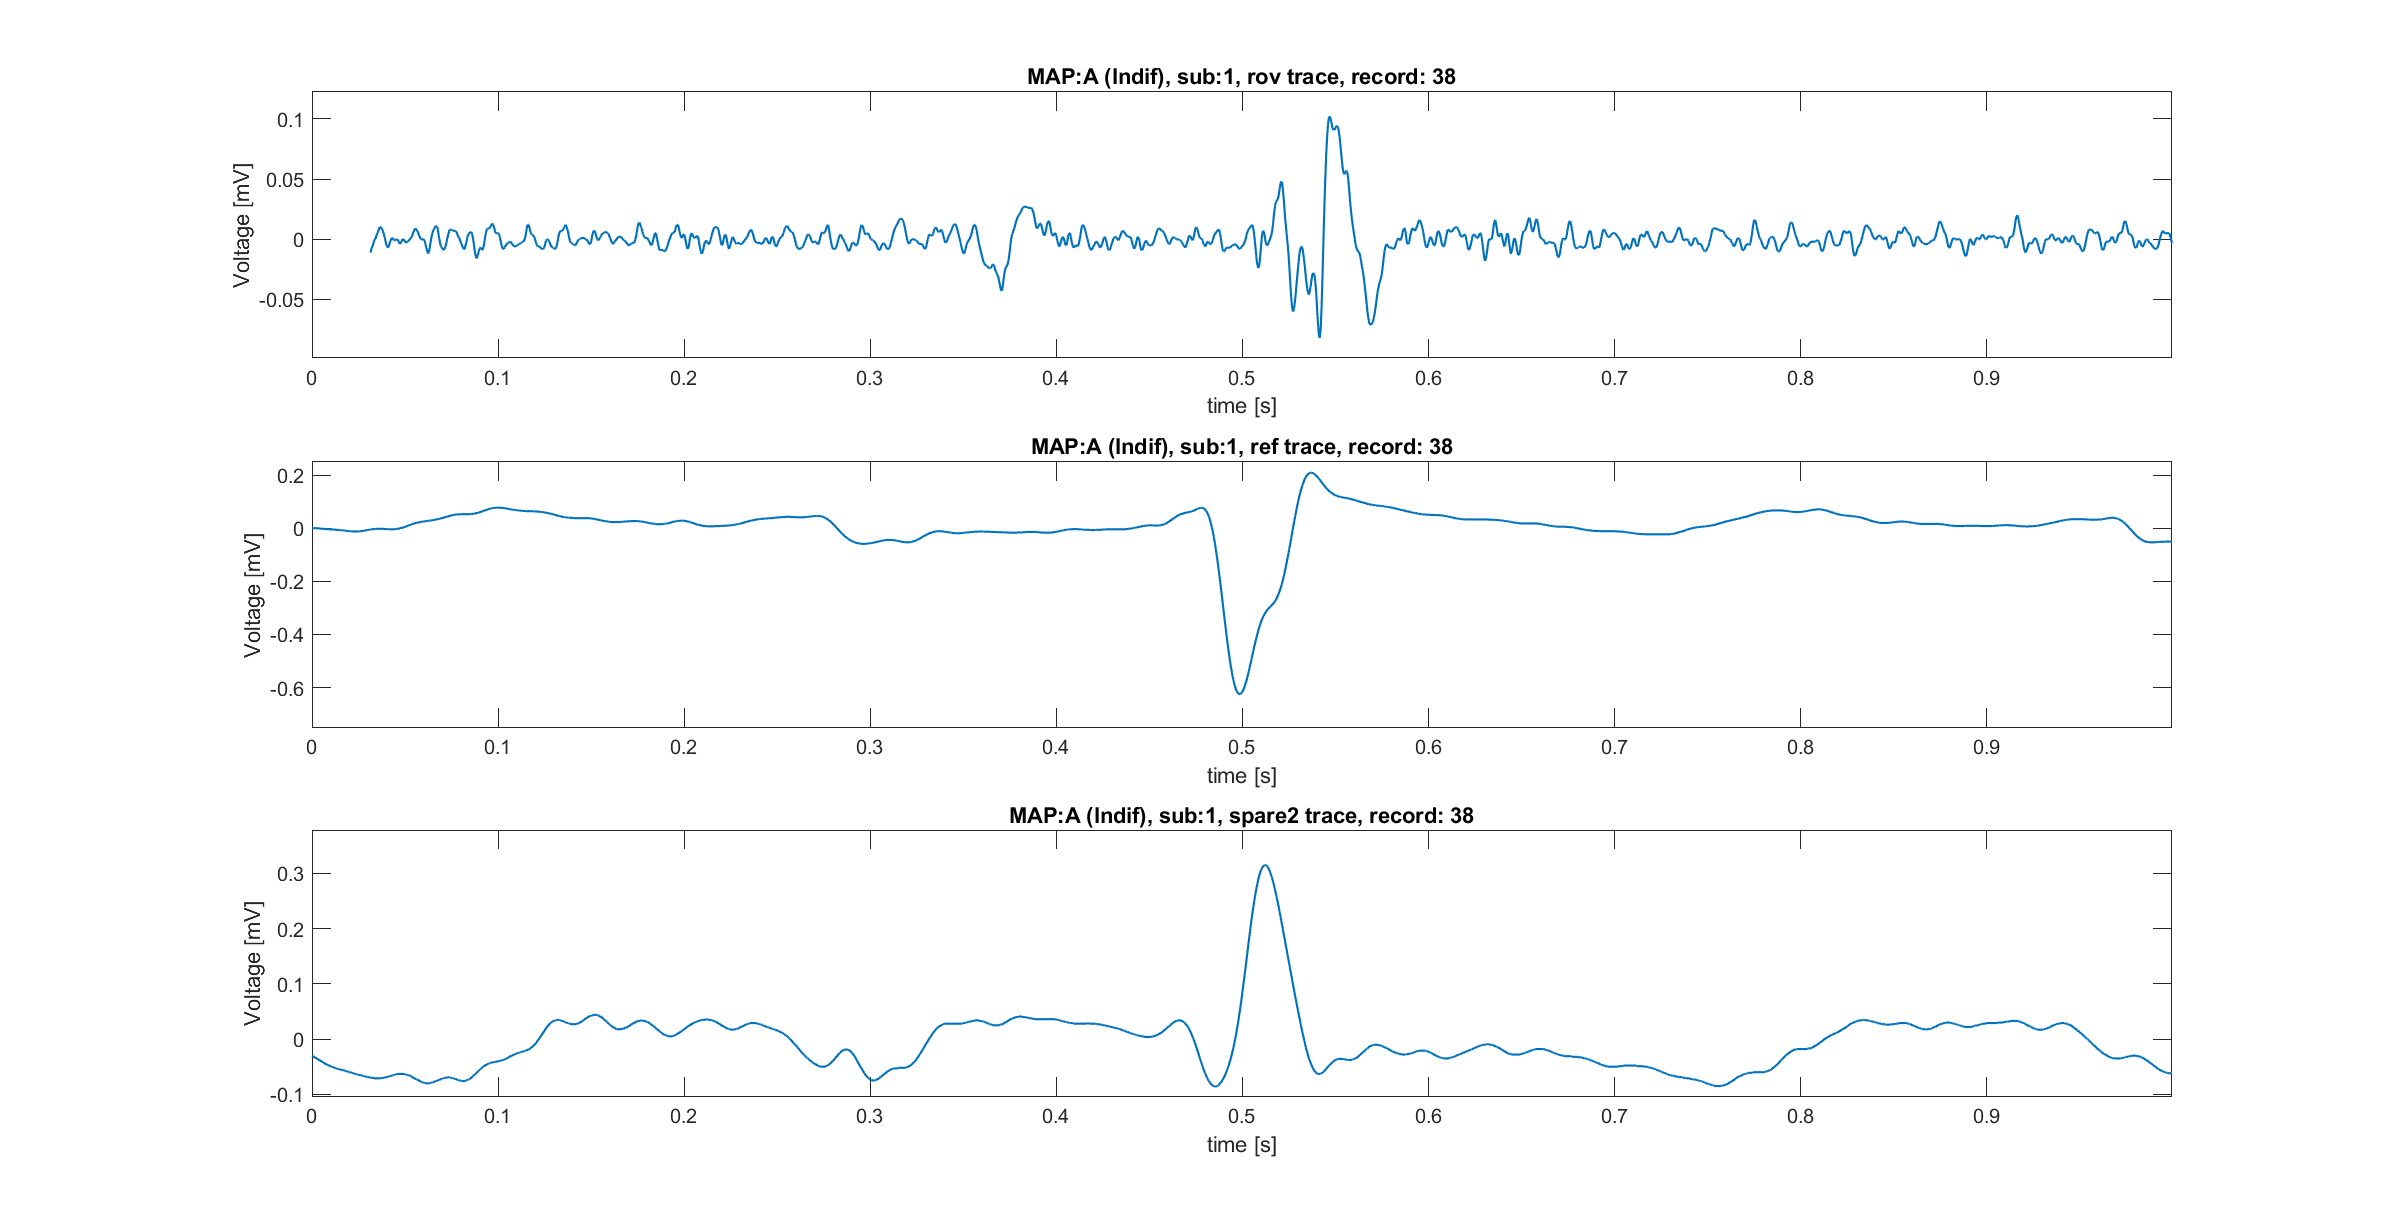 MAP:A (Indif), sub:1, rov trace, record: 38
Voltage [mV]
0.1
0.05
0
-0.05
0 0.1 0.2 0.3 0.4 0.5 0.6 0.7 0.8 0.9
time [s]
MAP:A (Indif), sub:1, ref trace, record: 38
Voltage [mV]
0.2
0
-0.2
-0.4
-0.6
0 0.1 0.2 0.3 0.4 0.5 0.6 0.7 0.8 0.9
time [s]
MAP:A (Indif), sub:1, spare2 trace, record: 38
Voltage [mV]
0.3
0.2
0.1
0
-0.1
0 0.1 0.2 0.3 0.4 0.5 0.6 0.7 0.8 0.9
time [s]